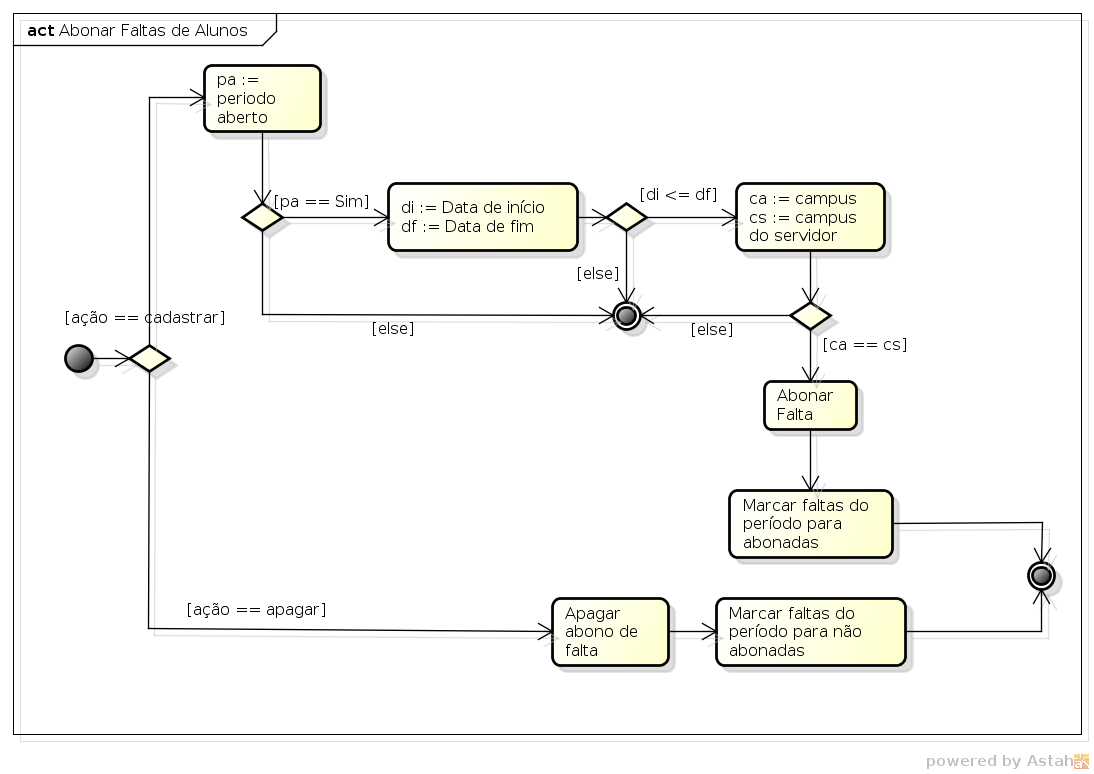 act Abonar Faltas de Alunos
pa :=
periodo
aberto
[pa == Sim]
di := Data de início
df := Data de fim
[di <= df]
ca := campus
cs := campus
do servidor
[else]
[else]
[else]
[ação == cadastrar]
[ca == cs]
Abonar
Falta
Marcar faltas do
período para
abonadas
[ação == apagar]
Apagar
abono de
falta
Marcar faltas do
período para não
abonadas
powered by Astah